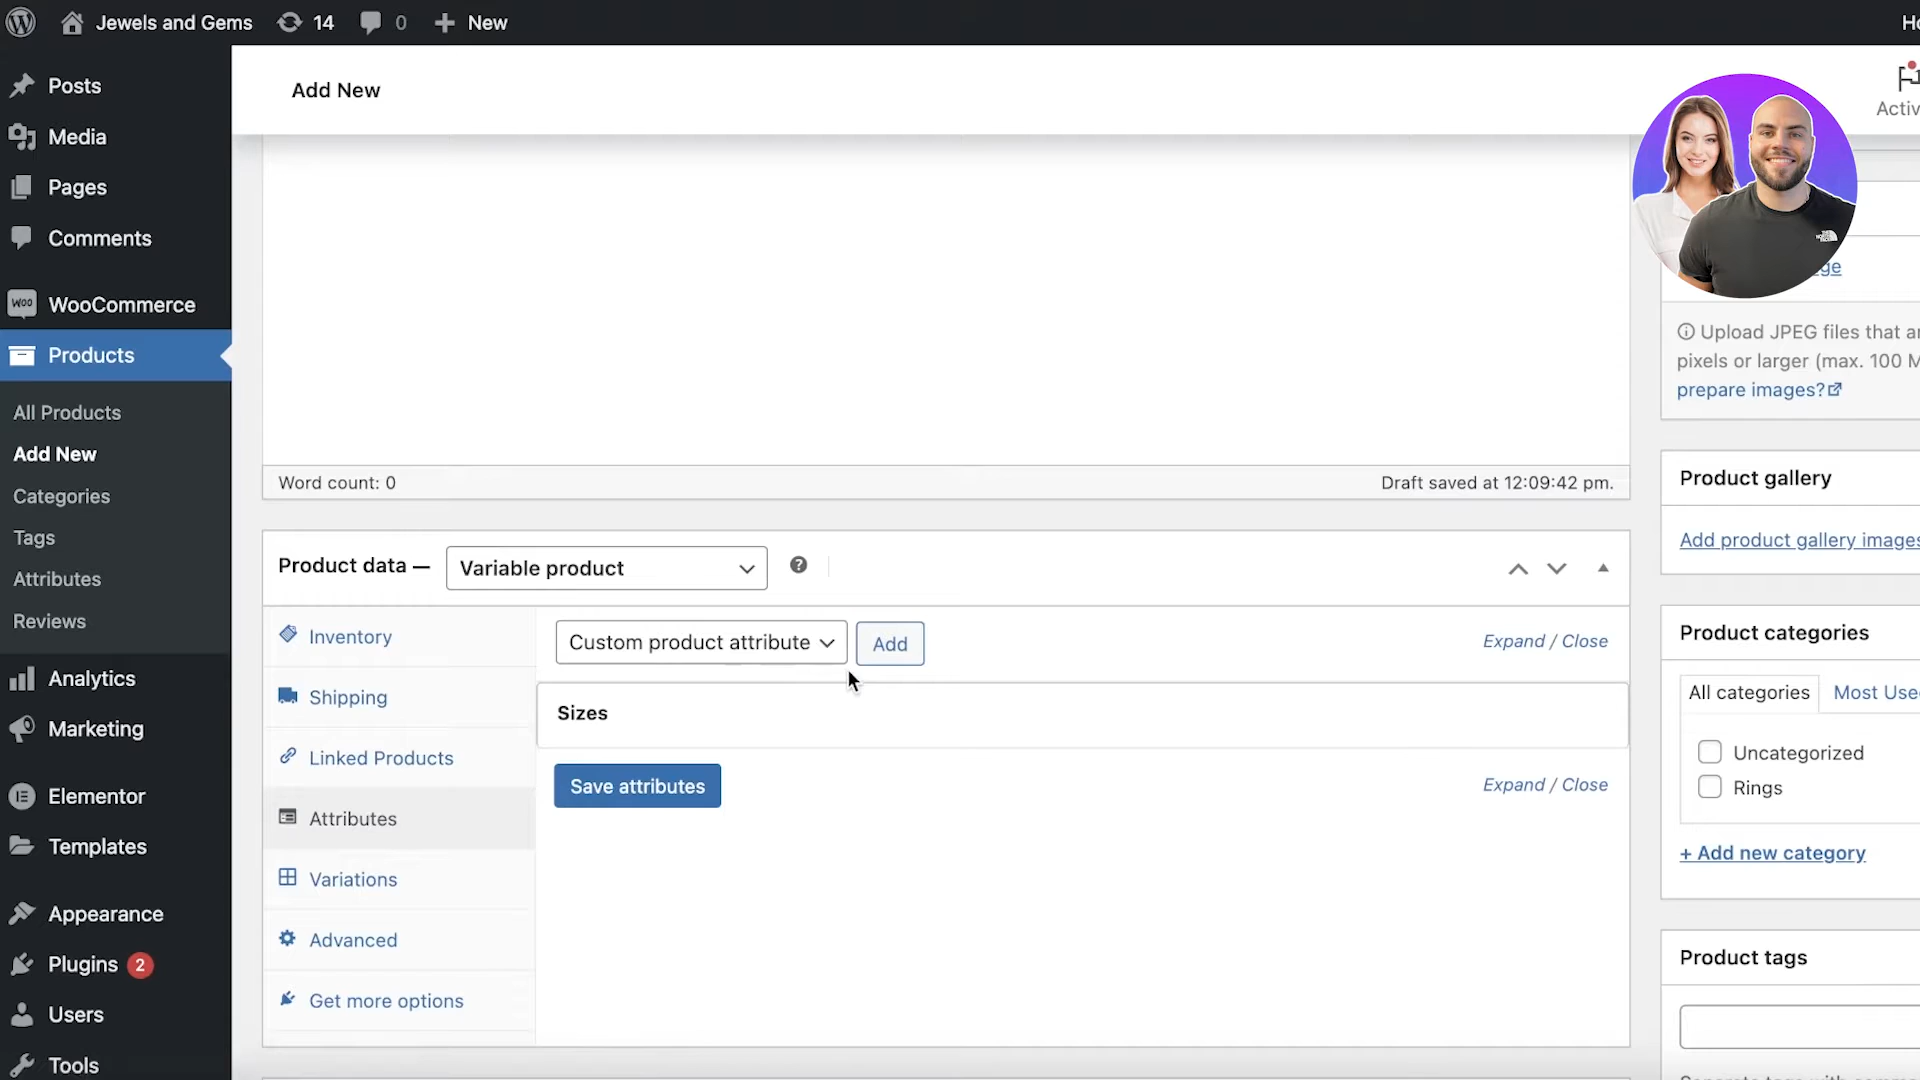 Jewels and Gems 14 0 New
Posts
Media
Pages
Comments
WooCommerce
Products
All Products
Add New
Categories
Tags
Attributes
Reviews
Analytics
Marketing
Elementor
Templates
Appearance
Plugins 2
Users
Tools
Add New
Word count: 0
Draft saved at 12:09:42 pm.
Product data —
Variable product
Inventory
Shipping
Linked Products
Attributes
Variations
Advanced
Get more options
Custom product attribute
Add
Expand / Close
Sizes
Save attributes
Expand / Close
Upload JPEG files that
pixels or larger (max. 100
prepare images?
Product gallery
Add product gallery images
Product categories
All categories
Most
Uncategorized
Rings
+ Add new category
Product tags